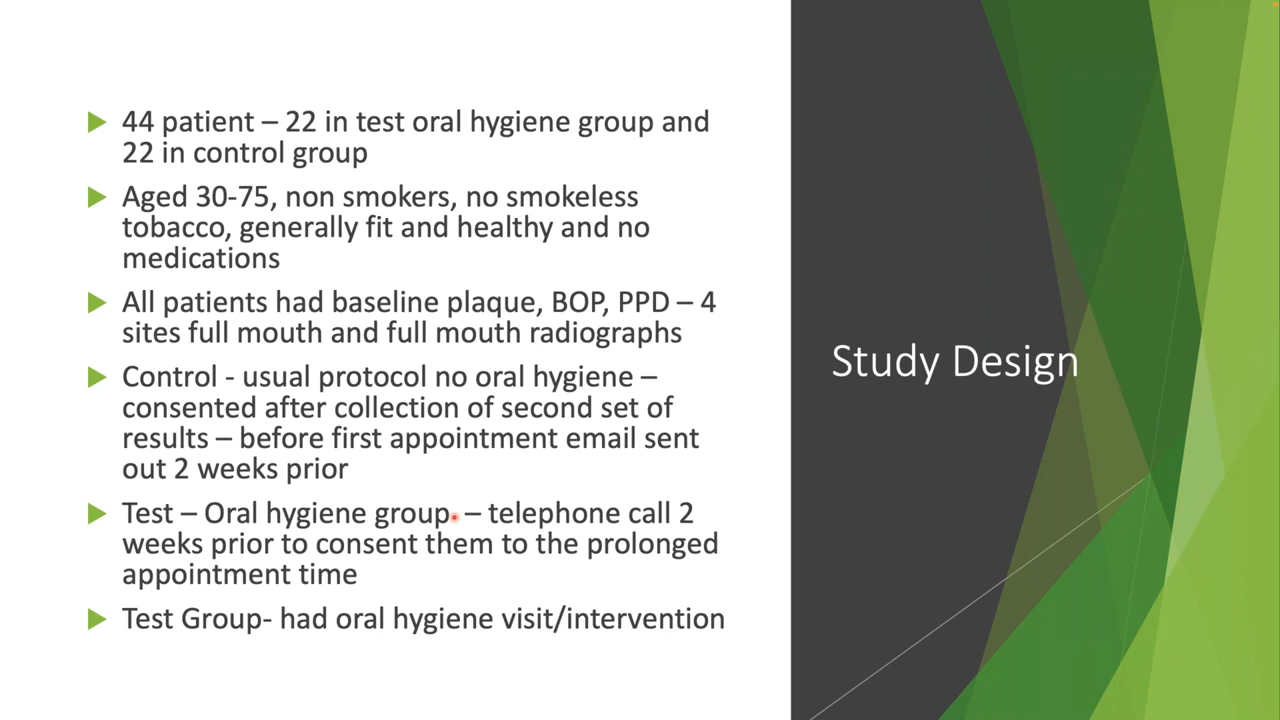 44 patient – 22 in test oral hygiene group and
22 in control group
Aged 30-75, non smokers, no smokeless
tobacco, generally fit and healthy and no
medications
All patients had baseline plaque, BOP, PPD – 4
sites full mouth and full mouth radiographs
Control - usual protocol no oral hygiene –
consented after collection of second set of
results – before first appointment email sent
out 2 weeks prior
Test – Oral hygiene group – telephone call 2
weeks prior to consent them to the prolonged
appointment time
Test Group- had oral hygiene visit/intervention
Study Design